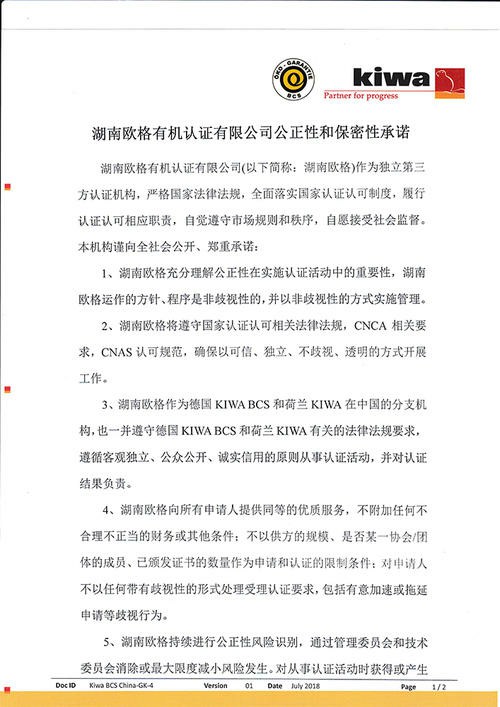 ÖKO - GARANTIE
BCS
kiwa
Partner for progress
湖南欧格有机认证有限公司公正性和保密性承诺
湖南欧格有机认证有限公司(以下简称：湖南欧格)作为独立第三
方认证机构，严格国家法律法规，全面落实国家认证认可制度，履行
认证认可相应职责，自觉遵守市场规则和秩序，自愿接受社会监督。
本机构谨向全社会公开、郑重承诺：
1、湖南欧格充分理解公正性在实施认证活动中的重要性，湖南
欧格运作的方针、程序是非歧视性的，并以非歧视性的方式实施管理。
2、湖南欧格将遵守国家认证认可相关法律法规，CNCA 相关要
求，CNAS 认可规范，确保以可信、独立、不歧视、透明的方式开展
工作。
3、湖南欧格作为德国 KIWA BCS 和荷兰 KIWA 在中国的分支机
构，也一并遵守德国 KIWA BCS 和荷兰 KIWA 有关的法律法规要求，
遵循客观独立、公众公开、诚实信用的原则从事认证活动，并对认证
结果负责。
4、湖南欧格向所有申请人提供同等的优质服务，不附加任何不
合理不正当的财务或其他条件；不以供方的规模、是否某一协会/团
体的成员、已颁发证书的数量作为申请和认证的限制条件；对申请人
不以任何带有歧视性的形式处理受理认证要求，包括有意加速或拖延
申请等歧视行为。
5、湖南欧格持续进行公正性风险识别，通过管理委员会和技术
委员会消除或最大限度减小风险发生。对从事认证活动时获得或产生
Doc ID Kiwa BCS China-GK-4 Version 01 Date July 2018 Page 1 / 2